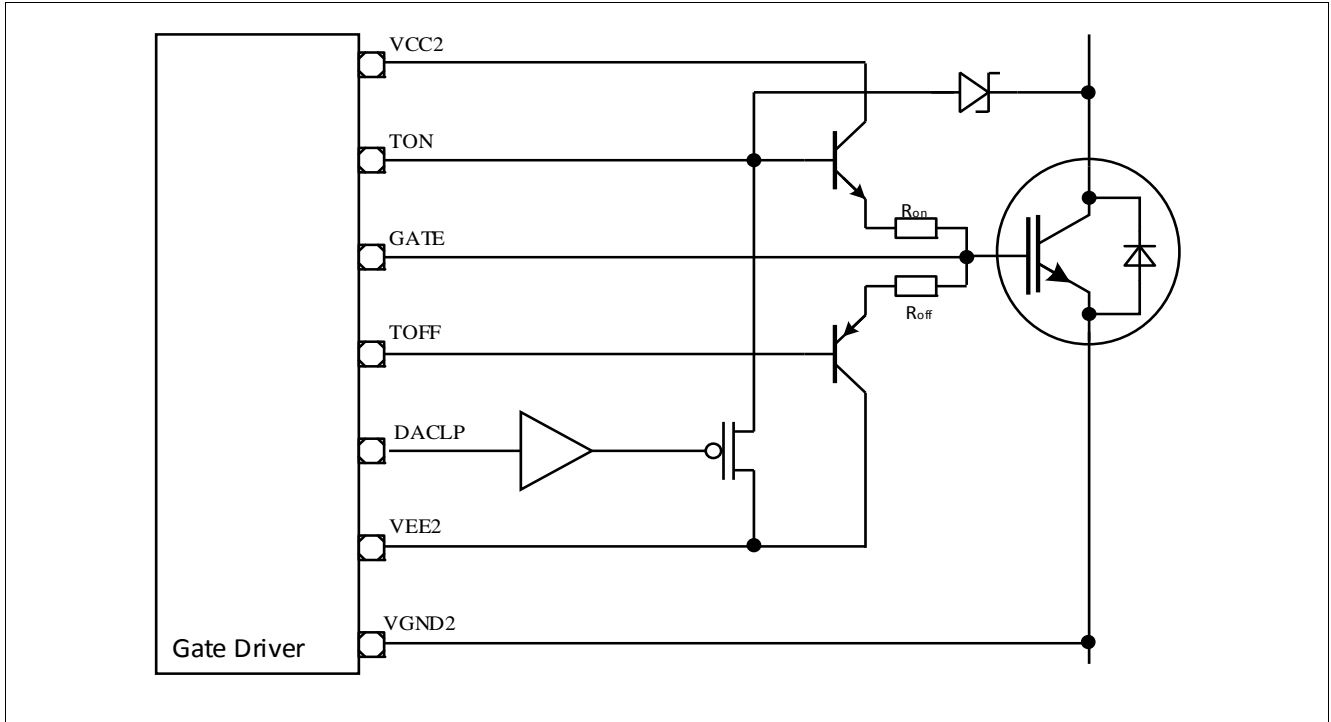 VCC2
TON
Ron
GATE
Roff
TOFF
DACLP
VEE2
VGND2
Gate Driver